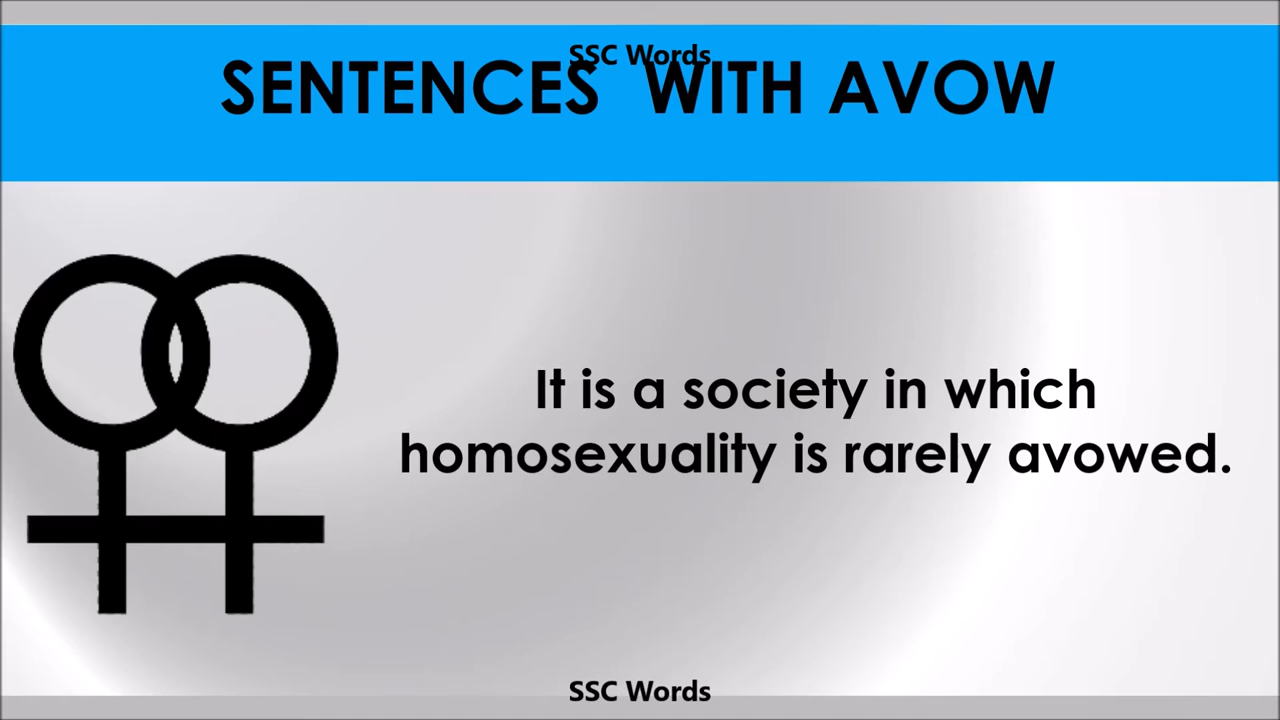 SSC Words
SENTENCES WITH AVOW
It is a society in which
homosexuality is rarely avowed.
SSC Words